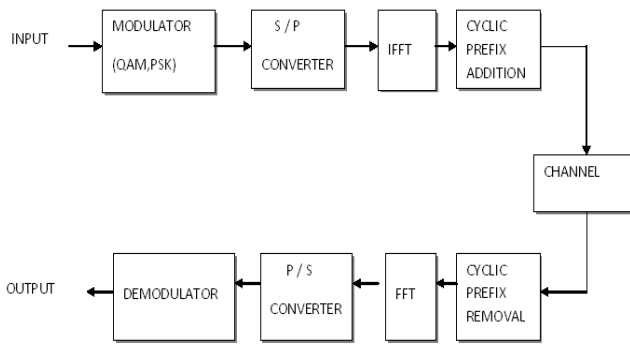 INPUT
MODULATOR
(QAM,PSK)
S / P
CONVERTER
IFFT
CYCLIC
PREFIX
ADDITION
CHANNEL
OUTPUT
DEMODULATOR
P / S
CONVERTER
FFT
CYCLIC
PREFIX
REMOVAL